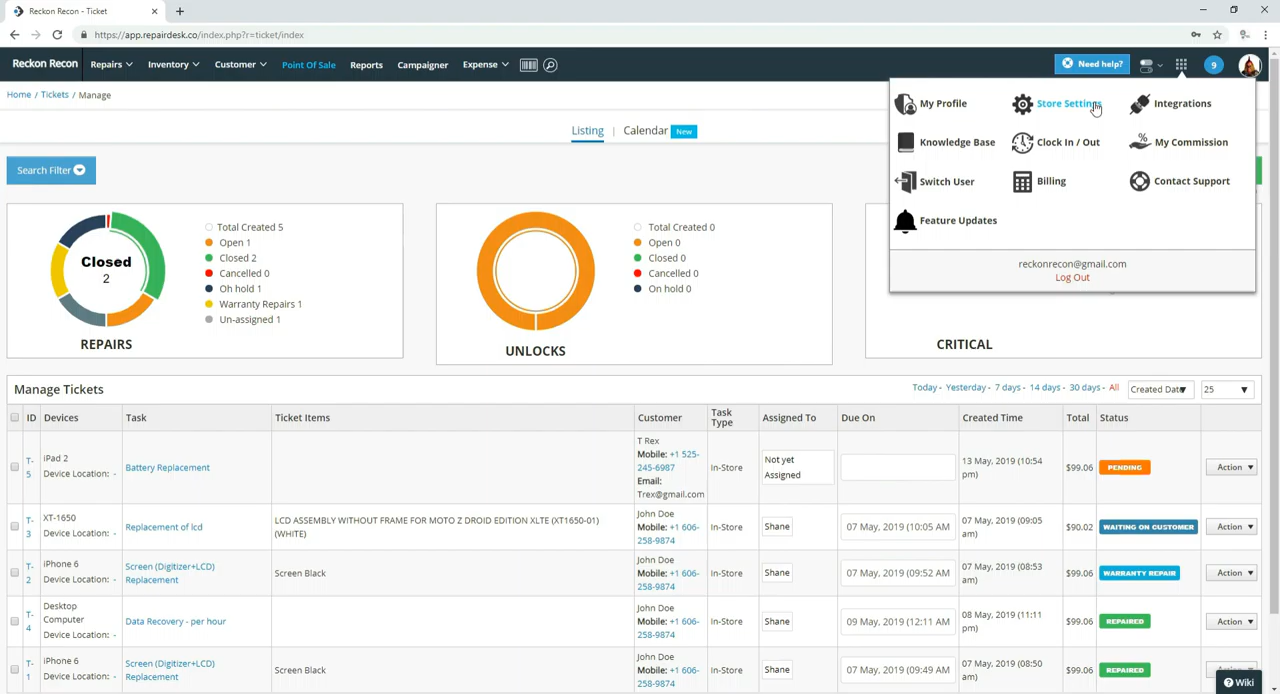 Reckon Recon - Ticket
https://app.repairdesk.co/index.php?r=ticket/index
Reckon Recon Repairs Inventory Customer Point Of Sale Reports Campaigner Expense Need help? 9
Home / Tickets / Manage
My Profile Store Settings Integrations
Knowledge Base Clock In / Out My Commission
Switch User Billing Contact Support
Feature Updates
reckonrecon@gmail.com
Log Out
Listing | Calendar New
Search Filter
Closed
2
Total Created 5
Open 1
Closed 2
Cancelled 0
Oh hold 1
Warranty Repairs 1
Un-assigned 1
REPAIRS
Total Created 0
Open 0
Closed 0
Cancelled 0
On hold 0
UNLOCKS
CRITICAL
Manage Tickets
Today - Yesterday - 7 days - 14 days - 30 days - All Created Date 25
ID Devices Task Ticket Items Customer Task Type Assigned To Due On Created Time Total Status
T-5
iPad 2
Device Location: -
Battery Replacement
T Rex
Mobile: +1 525-
245-6987
Email:
Trex@gmail.com
In-Store
Not yet
Assigned
13 May, 2019 (10:54
pm)
$99.06
PENDING
Action
T-3
XT-1650
Device Location: -
Replacement of lcd
LCD ASSEMBLY WITHOUT FRAME FOR MOTO Z DROID EDITION XLTE (XT1650-01)
(WHITE)
John Doe
Mobile: +1 606-
258-9874
In-Store
Shane
07 May, 2019 (10:05 AM
07 May, 2019 (09:05
am)
$90.02
WAITING ON CUSTOMER
Action
T-2
iPhone 6
Device Location: -
Screen (Digitizer+LCD)
Replacement
Screen Black
John Doe
Mobile: +1 606-
258-9874
In-Store
Shane
07 May, 2019 (09:52 AM
07 May, 2019 (08:53
am)
$99.06
WARRANTY REPAIR
Action
T-4
Desktop
Computer
Device Location: -
Data Recovery - per hour
John Doe
Mobile: +1 606-
258-9874
In-Store
Shane
09 May, 2019 (12:11 AM
08 May, 2019 (11:11
pm)
$99.06
REPAIRED
Action
T-1
iPhone 6
Device Location: -
Screen (Digitizer+LCD)
Replacement
Screen Black
John Doe
Mobile: +1 606-
258-9874
In-Store
Shane
07 May, 2019 (09:49 AM
07 May, 2019 (08:50
am)
$99.06
REPAIRED
Wiki